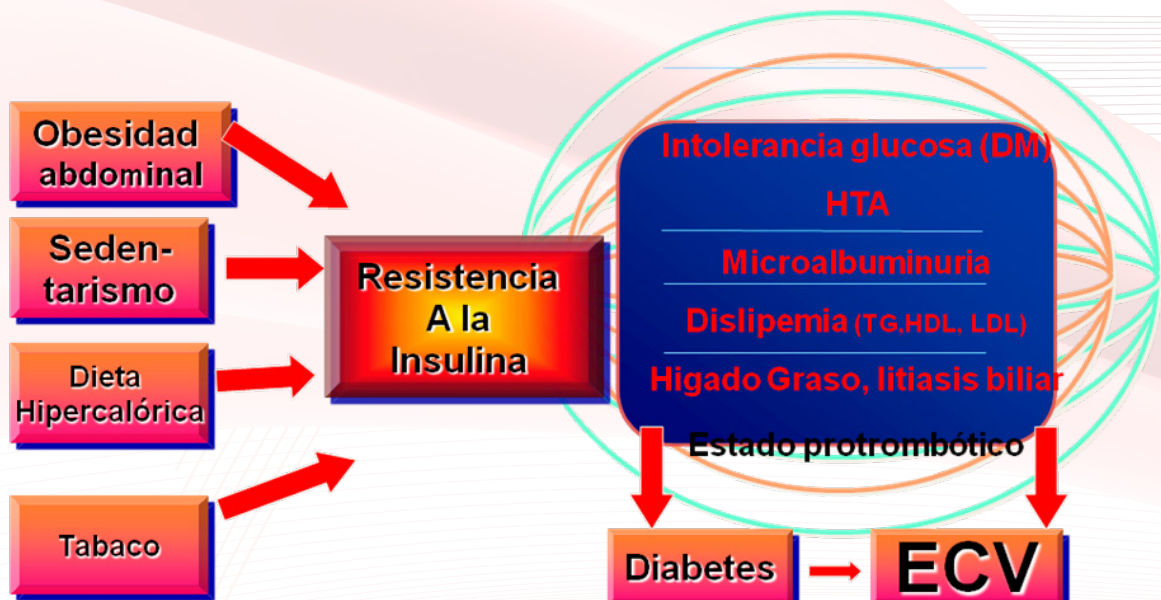 Obesidad
abdominal
Seden-
tarismo
Dieta
Hipercalórica
Tabaco
Resistencia
A la
Insulina
Intolerancia glucosa (DM)
HTA
Microalbuminuria
Dislipemia (TG,HDL, LDL)
Higado Graso, litiasis biliar
Estado protrombótico
Diabetes
ECV